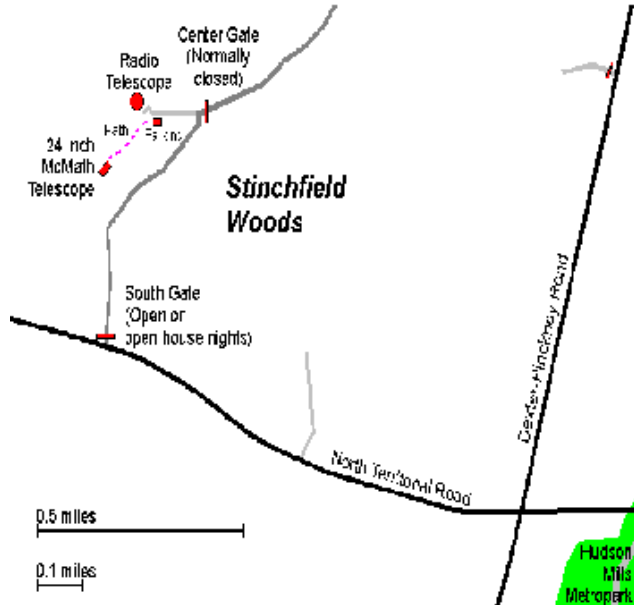 Center Gate
(Normally
closed)
Radio
Telescope
Path
Parking
24 inch
McMath
Telescope
Stinchfield
Woods
South Gate
(Open on
open house nights)
Dexter-Pinckney Road
North Territorial Road
0.5 miles
0.1 miles
Hudson
Mills
Metropark